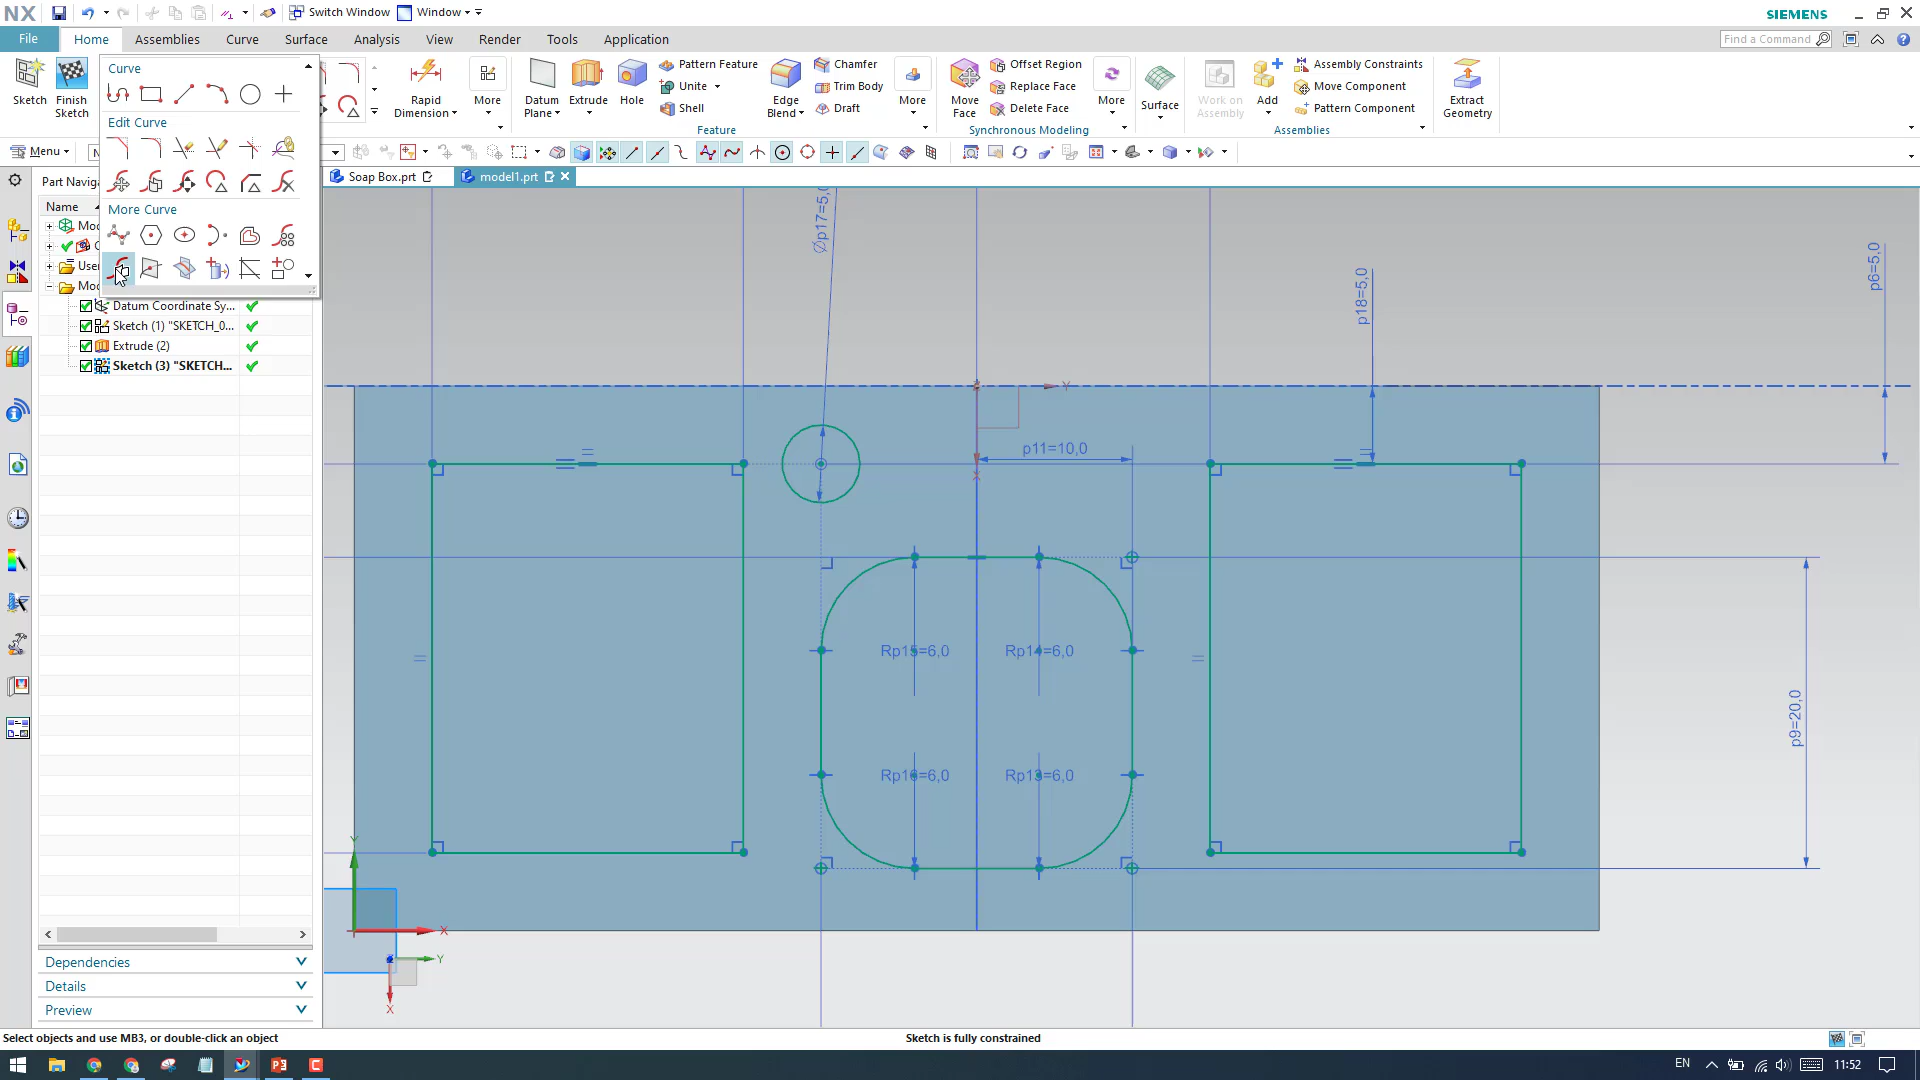 NX
Switch Window
Window
SIEMENS
File
Home
Assemblies
Curve
Surface
Analysis
View
Render
Tools
Application
Find a Command
Sketch
Finish
Sketch
Curve
Edit Curve
More Curve
Rapid
Dimension
More
Datum
Plane
Extrude
Hole
Pattern Feature
Unite
Shell
Edge
Blend
Chamfer
Trim Body
Draft
More
Feature
Move
Face
Offset Region
Replace Face
Delete Face
More
Synchronous Modeling
Surface
Work on
Assembly
Add
Assembly Constraints
Move Component
Pattern Component
Assemblies
Extract
Geometry
Menu
Part Naviga
Soap Box.prt
model1.prt
Name
Mod
C
User
Mod
Datum Coordinate Sy...
Sketch (1) "SKETCH_0...
Extrude (2)
Sketch (3) "SKETCH...
Dependencies
Details
Preview
Øp17=5,0
p18=5,0
p6=5,0
Y
p11=10,0
X
Rp15=6,0
Rp14=6,0
p9=20,0
Rp16=6,0
Rp13=6,0
Y
X
Y
X
Select objects and use MB3, or double-click an object
Sketch is fully constrained
EN
11:52